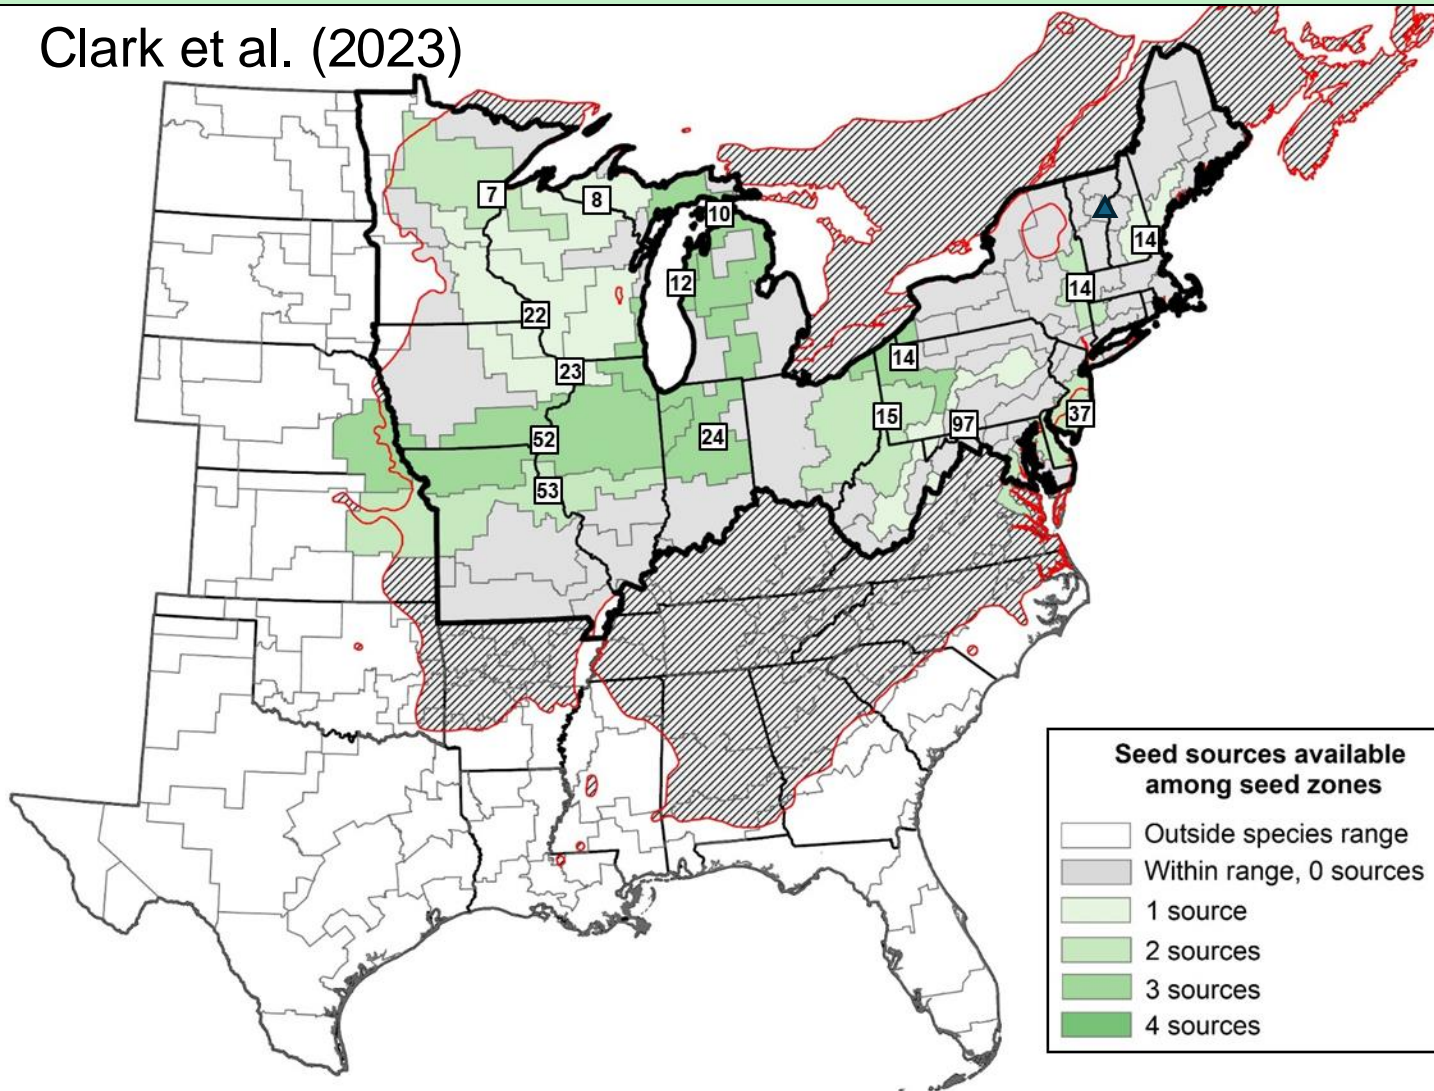 Clark et al. (2023)
7
8
10
14
12
14
22
14
23
15
37
97
52
24
53
Seed sources available
among seed zones
Outside species range
Within range, 0 sources
1 source
2 sources
3 sources
4 sources